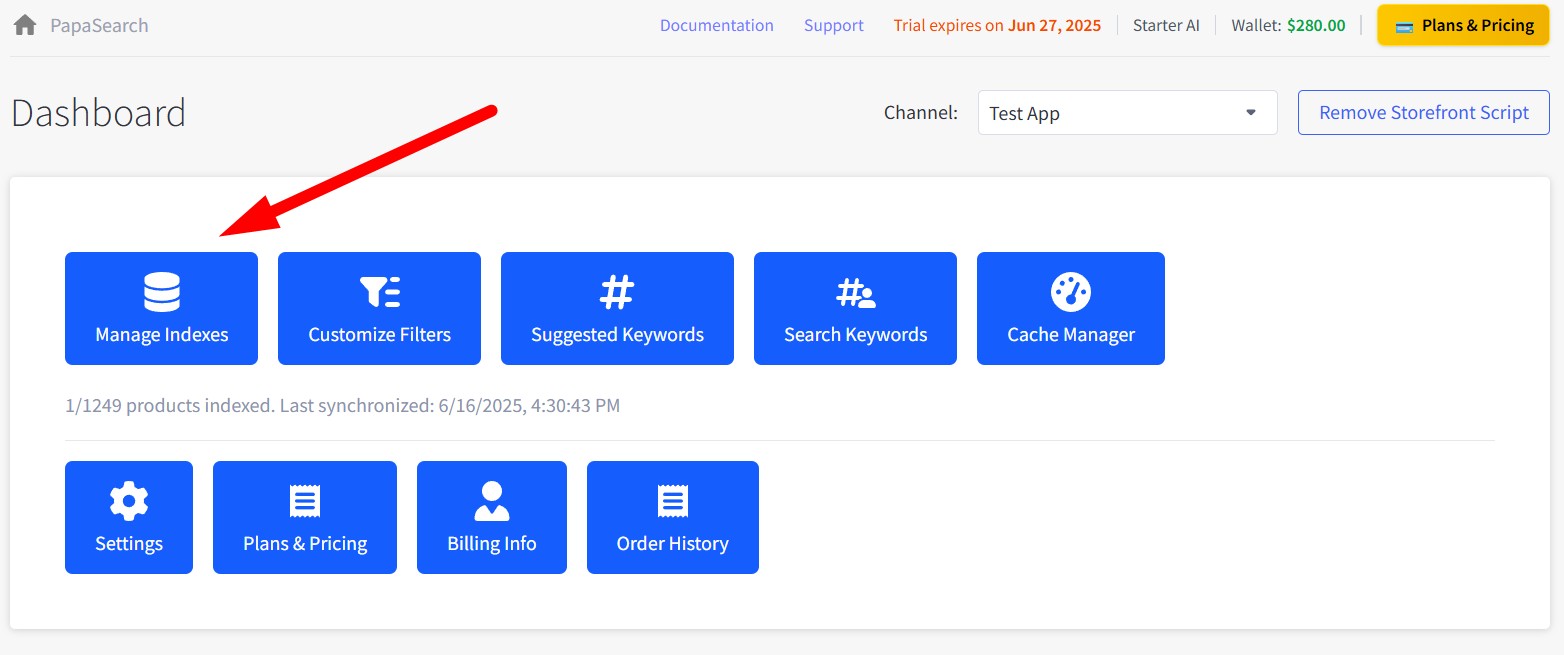 PapaSearch Documentation Support Trial expires on Jun 27, 2025 Starter AI Wallet: $280.00 Plans & Pricing
Dashboard Channel: Test App Remove Storefront Script
Manage Indexes Customize Filters Suggested Keywords Search Keywords Cache Manager
1/1249 products indexed. Last synchronized: 6/16/2025, 4:30:43 PM
Settings Plans & Pricing Billing Info Order History